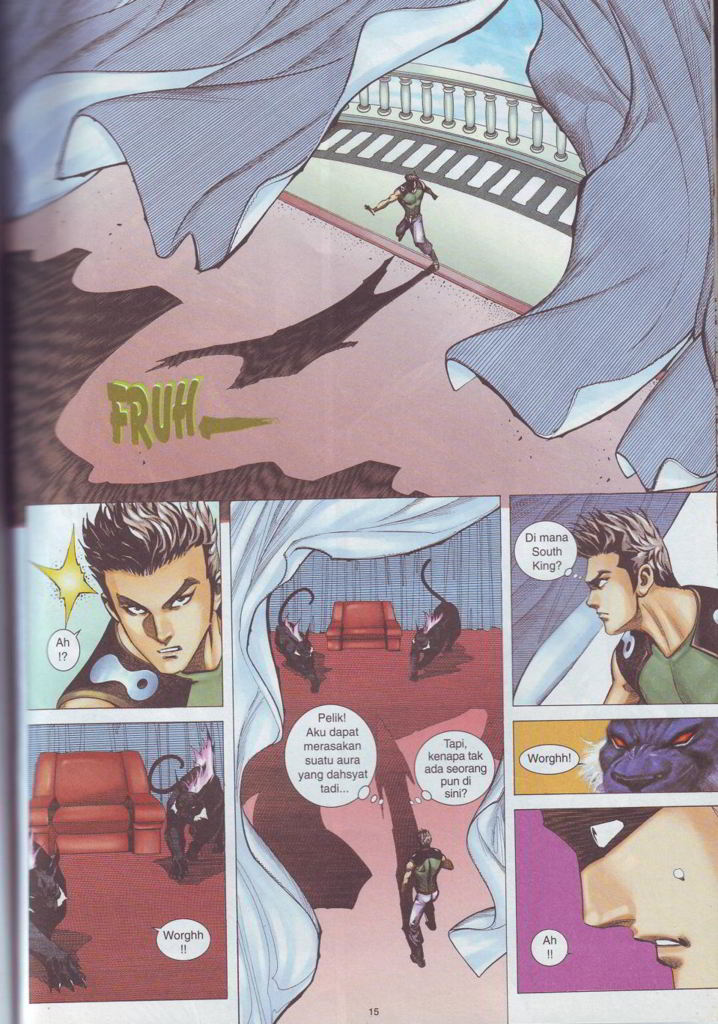 FRUH
Ah
!?
Worghh
!!
Pelik!
Aku dapat
merasakan
suatu aura
yang dahsyat
tadi...
Tapi,
kenapa tak
ada seorang
pun di
sini?
Di mana
South
King?
Worghh!
Ah
!!
15